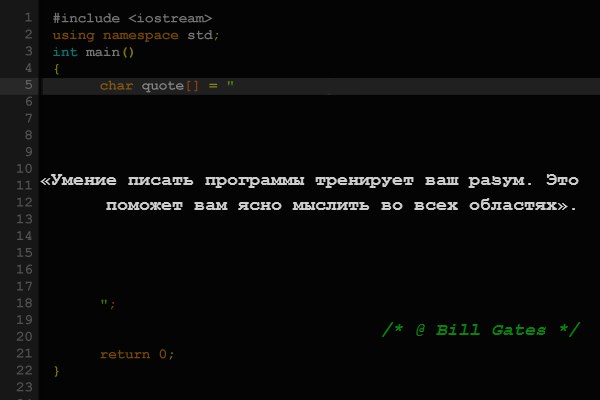 1 #include <iostream>
2 using namespace std;
3 int main()
4 {
5 char quote[] = "
6
7
8
9
10
«Умение писать программы тренирует ваш разум. Это
11
12 поможет вам ясно мыслить во всех областях».
13
14
15
16
17
18 ";
19
/* @ Bill Gates */
20
21 return 0;
22 }
23